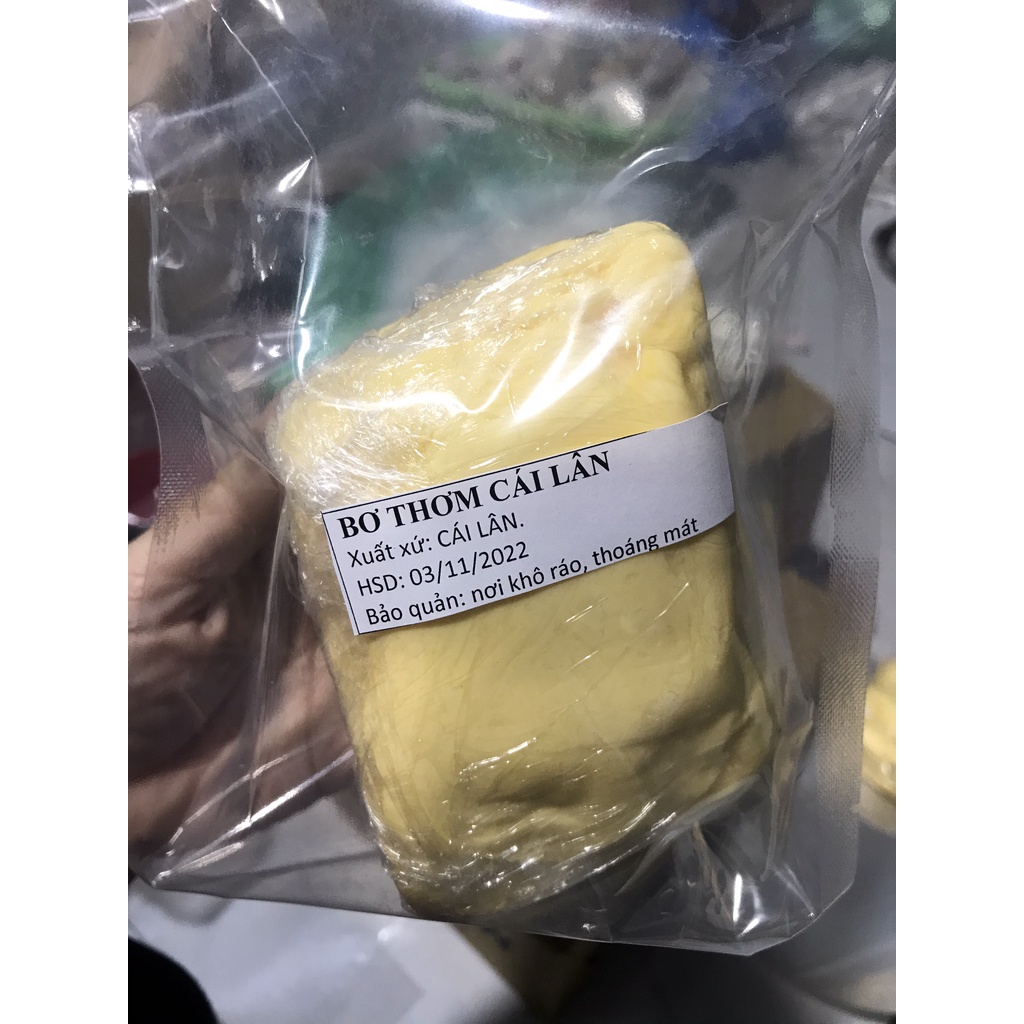 BƠ THƠM CÁI LÂN
Xuất xứ: CÁI LÂN.
HSD: 03/11/2022
Bảo quản: nơi khô ráo, thoáng mát